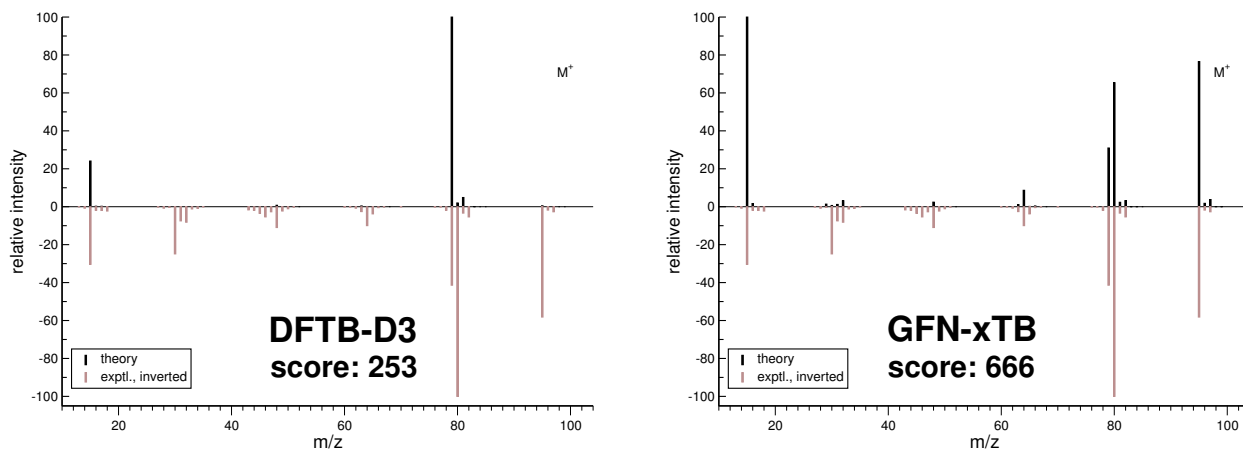 100
80
60
40
20
0
-20
-40
-60
-80
-100
relative intensity
M+
DFTB-D3
score: 253
theory
exptl., inverted
20
40
60
80
100
m/z
100
80
60
40
20
0
-20
-40
-60
-80
-100
relative intensity
M+
GFN-xTB
score: 666
theory
exptl., inverted
20
40
60
80
100
m/z